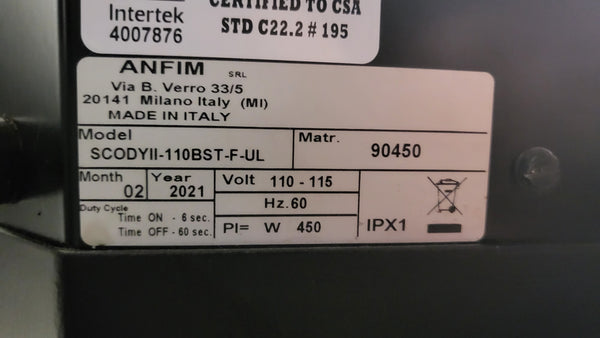 Intertek
4007876
CERTIFIED TO CSA
STD C22.2 # 195
ANFIM SRL
Via B. Verro 33/5
20141 Milano Italy (MI)
MADE IN ITALY
Model
SCODYII-110BST-F-UL
Matr.
90450
Month
02
Year
2021
Volt 110 - 115
Hz.60
Duty Cycle
Time ON - 6 sec.
Time OFF - 60 sec.
PI= W 450
IPX1